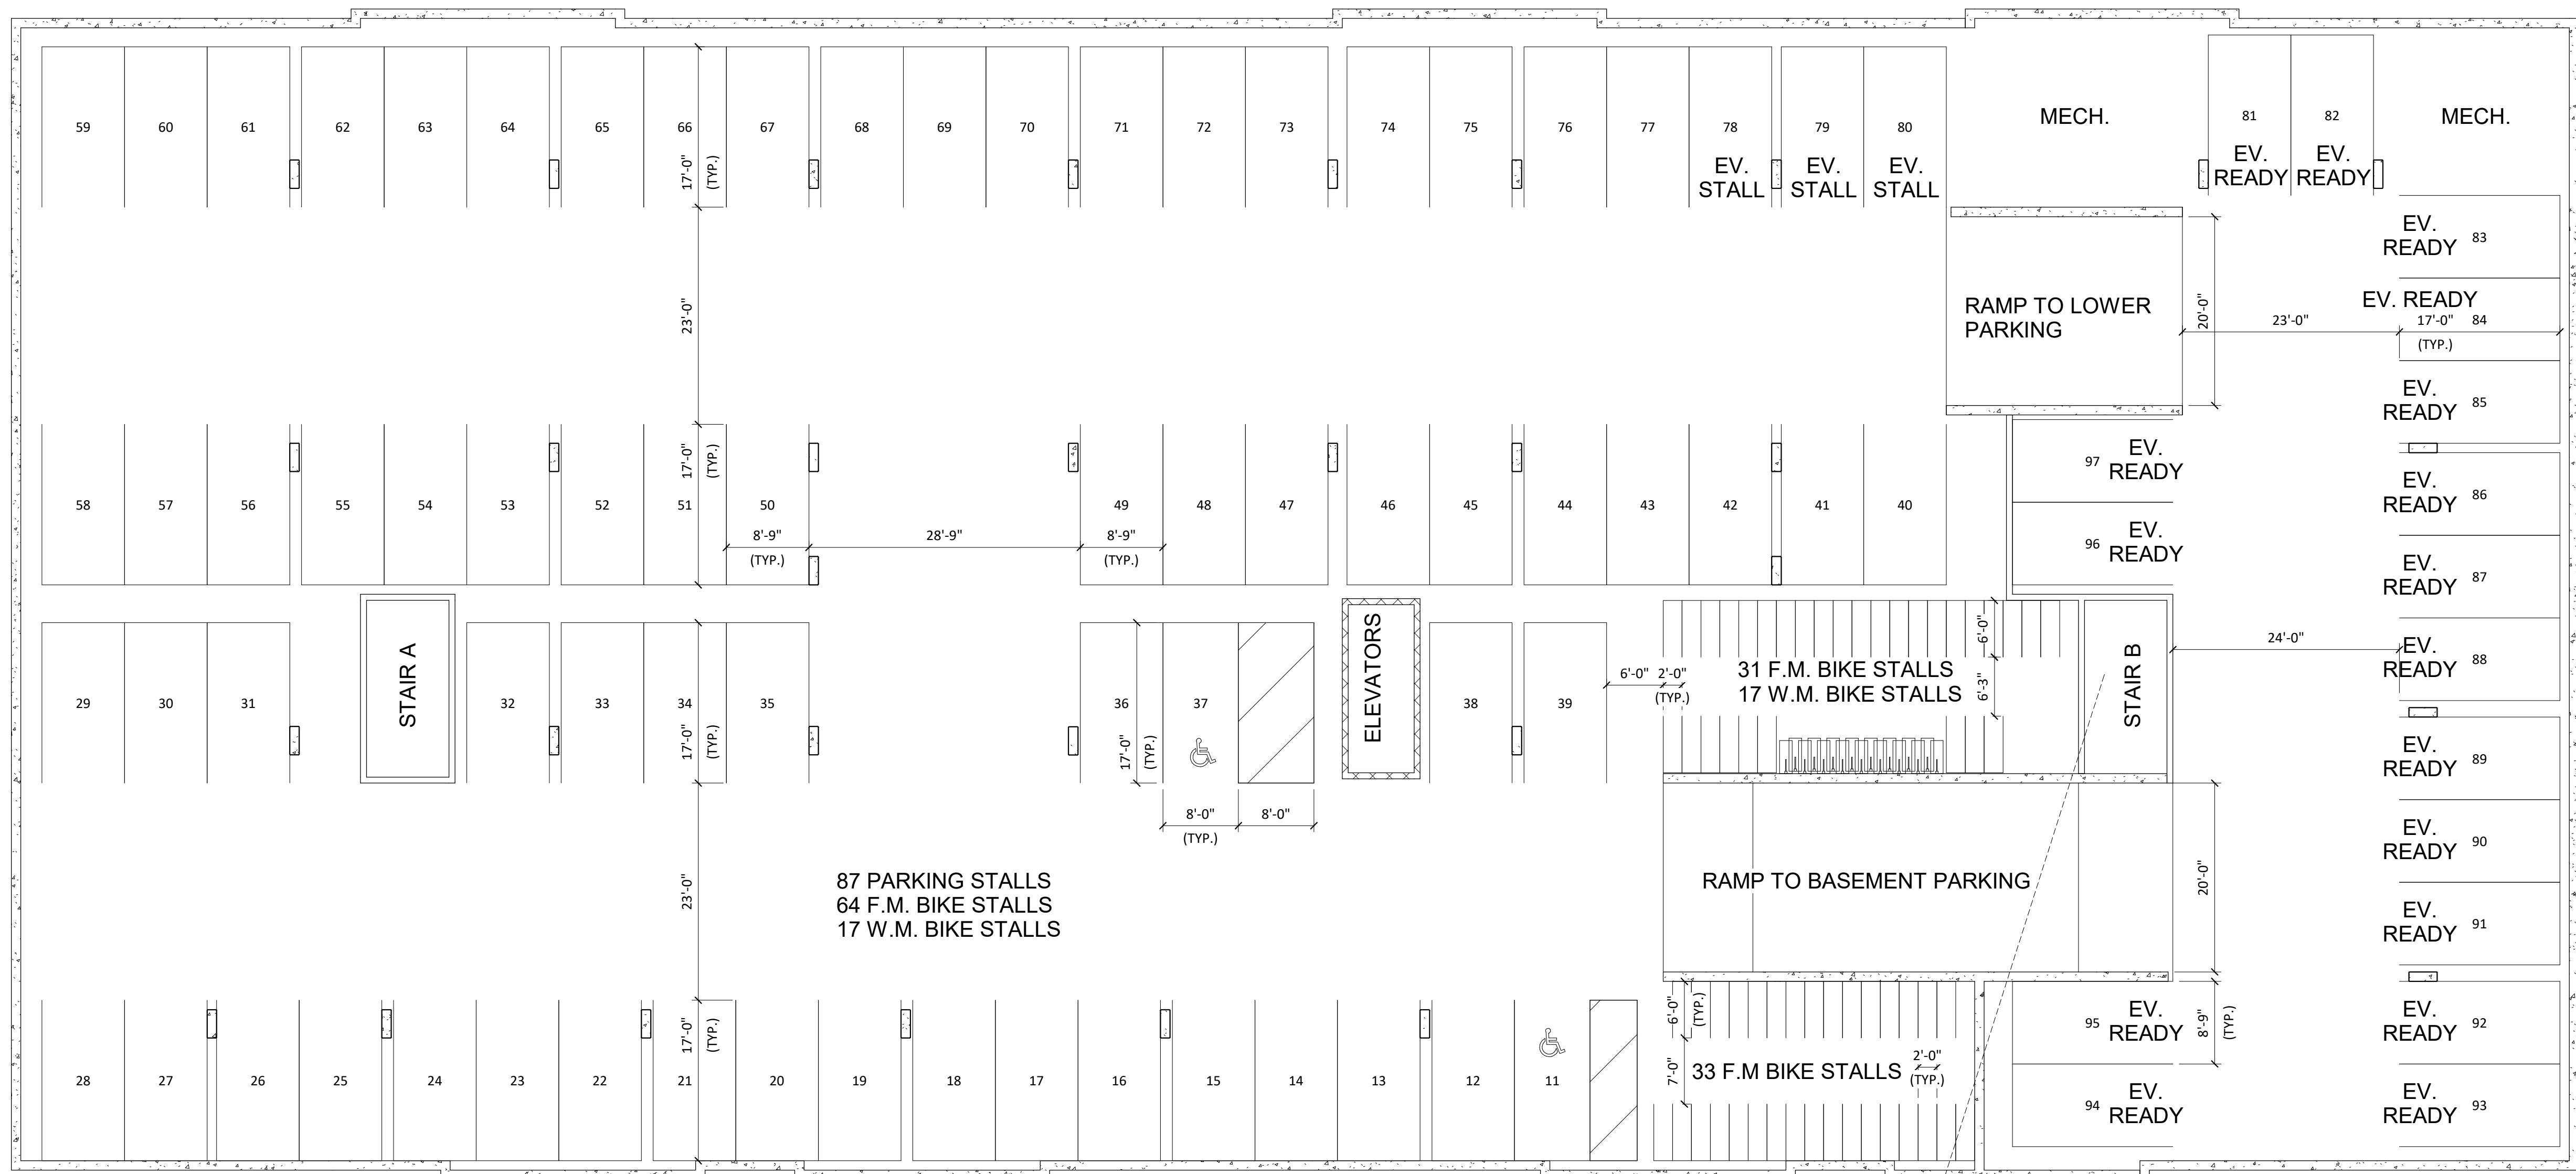 59
60
61
62
63
64
65
66
67
68
69
70
71
72
73
74
75
76
77
78
79
80
EV. STALL
EV. STALL
EV. STALL
17'-0"
(TYP.)
MECH.
81
82
EV. READY
EV. READY
MECH.
EV.
READY 83
EV. READY
84
17'-0"
(TYP.)
23'-0"
20'-0"
RAMP TO LOWER
PARKING
23'-0"
EV.
READY 85
58
57
56
55
54
53
52
51
50
49
48
47
46
45
44
43
42
41
40
17'-0"
(TYP.)
8'-9"
(TYP.)
28'-9"
8'-9"
(TYP.)
97 EV.
READY
96 EV.
READY
EV.
READY 86
EV.
READY 87
EV.
READY 88
24'-0"
29
30
31
STAIR A
32
33
34
35
17'-0"
(TYP.)
36
37
17'-0"
(TYP.)
8'-0"
(TYP.)
8'-0"
ELEVATORS
38
39
6'-0"
2'-0"
(TYP.)
31 F.M. BIKE STALLS
17 W.M. BIKE STALLS
6'-0"
6'-3"
STAIR B
EV.
READY 89
EV.
READY 90
EV.
READY 91
23'-0"
87 PARKING STALLS
64 F.M. BIKE STALLS
17 W.M. BIKE STALLS
RAMP TO BASEMENT PARKING
20'-0"
28
27
26
25
24
23
22
21
20
19
18
17
16
15
14
13
12
11
17'-0"
(TYP.)
6'-0"
(TYP.)
7'-0"
33 F.M BIKE STALLS
2'-0"
(TYP.)
95 EV.
READY
8'-9"
(TYP.)
94 EV.
READY
EV.
READY 92
EV.
READY 93